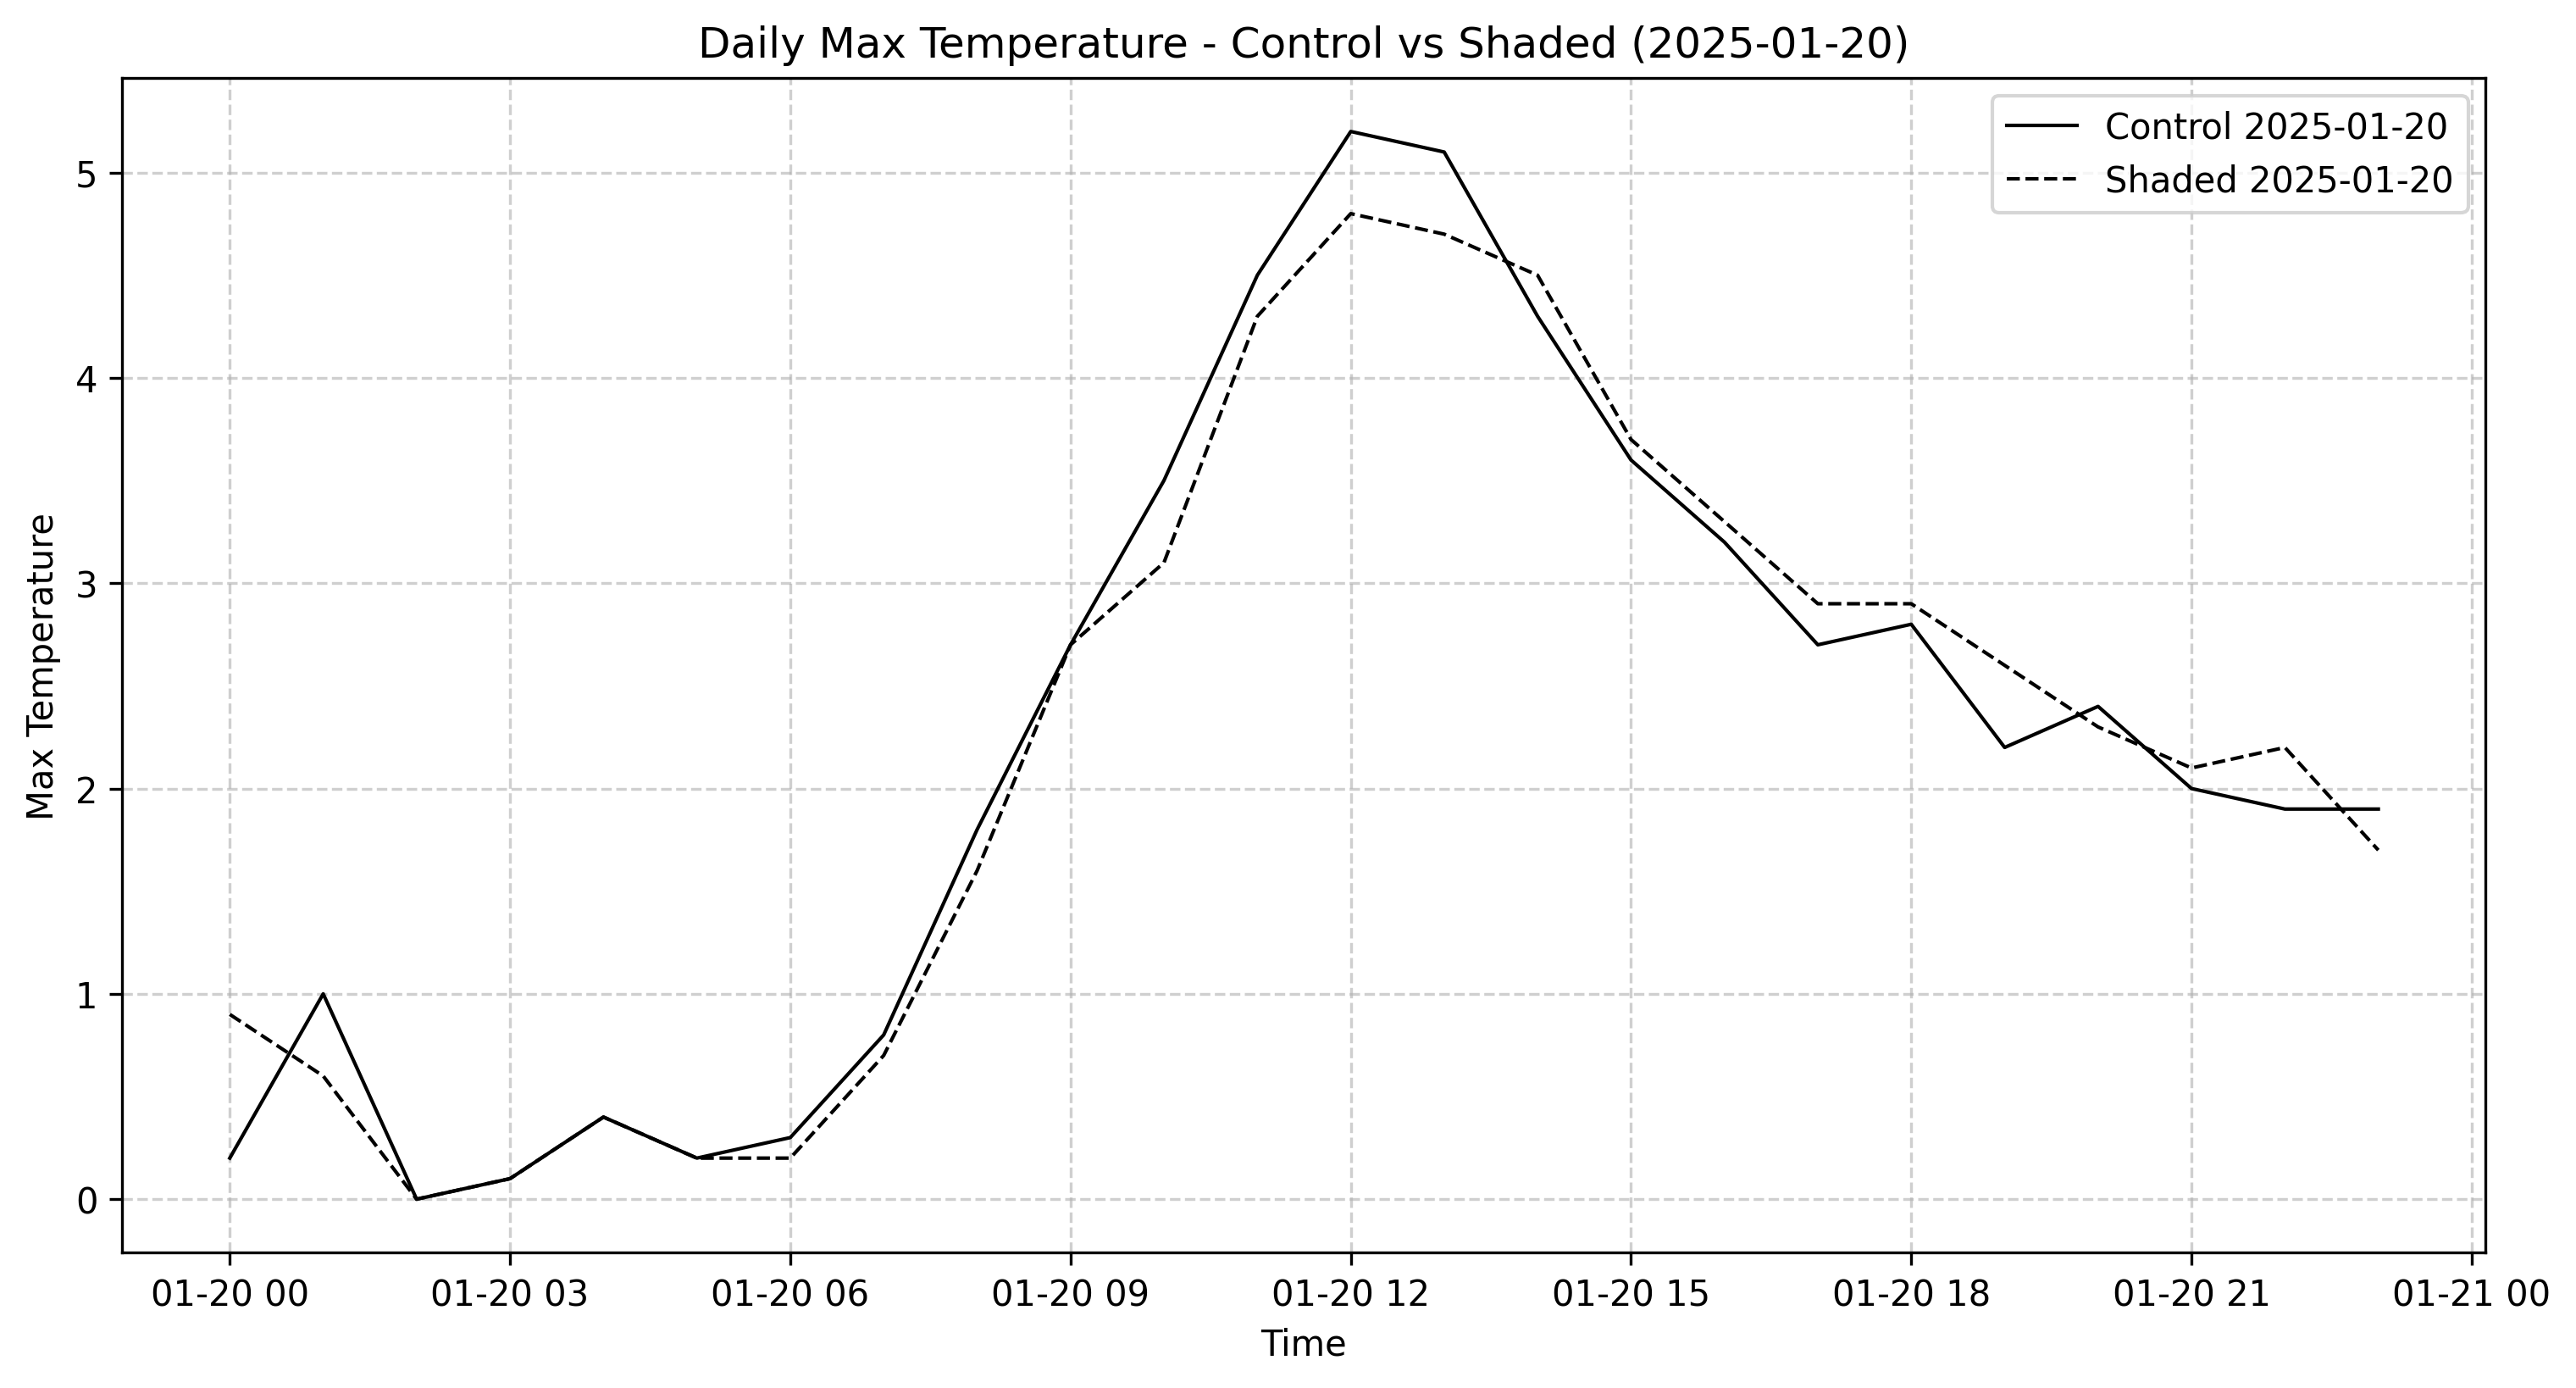 Daily Max Temperature - Control vs Shaded (2025-01-20)
Control 2025-01-20
Shaded 2025-01-20
Max Temperature
5
4
3
2
1
0
01-20 00 01-20 03 01-20 06 01-20 09 01-20 12 01-20 15 01-20 18 01-20 21 01-21 00
Time